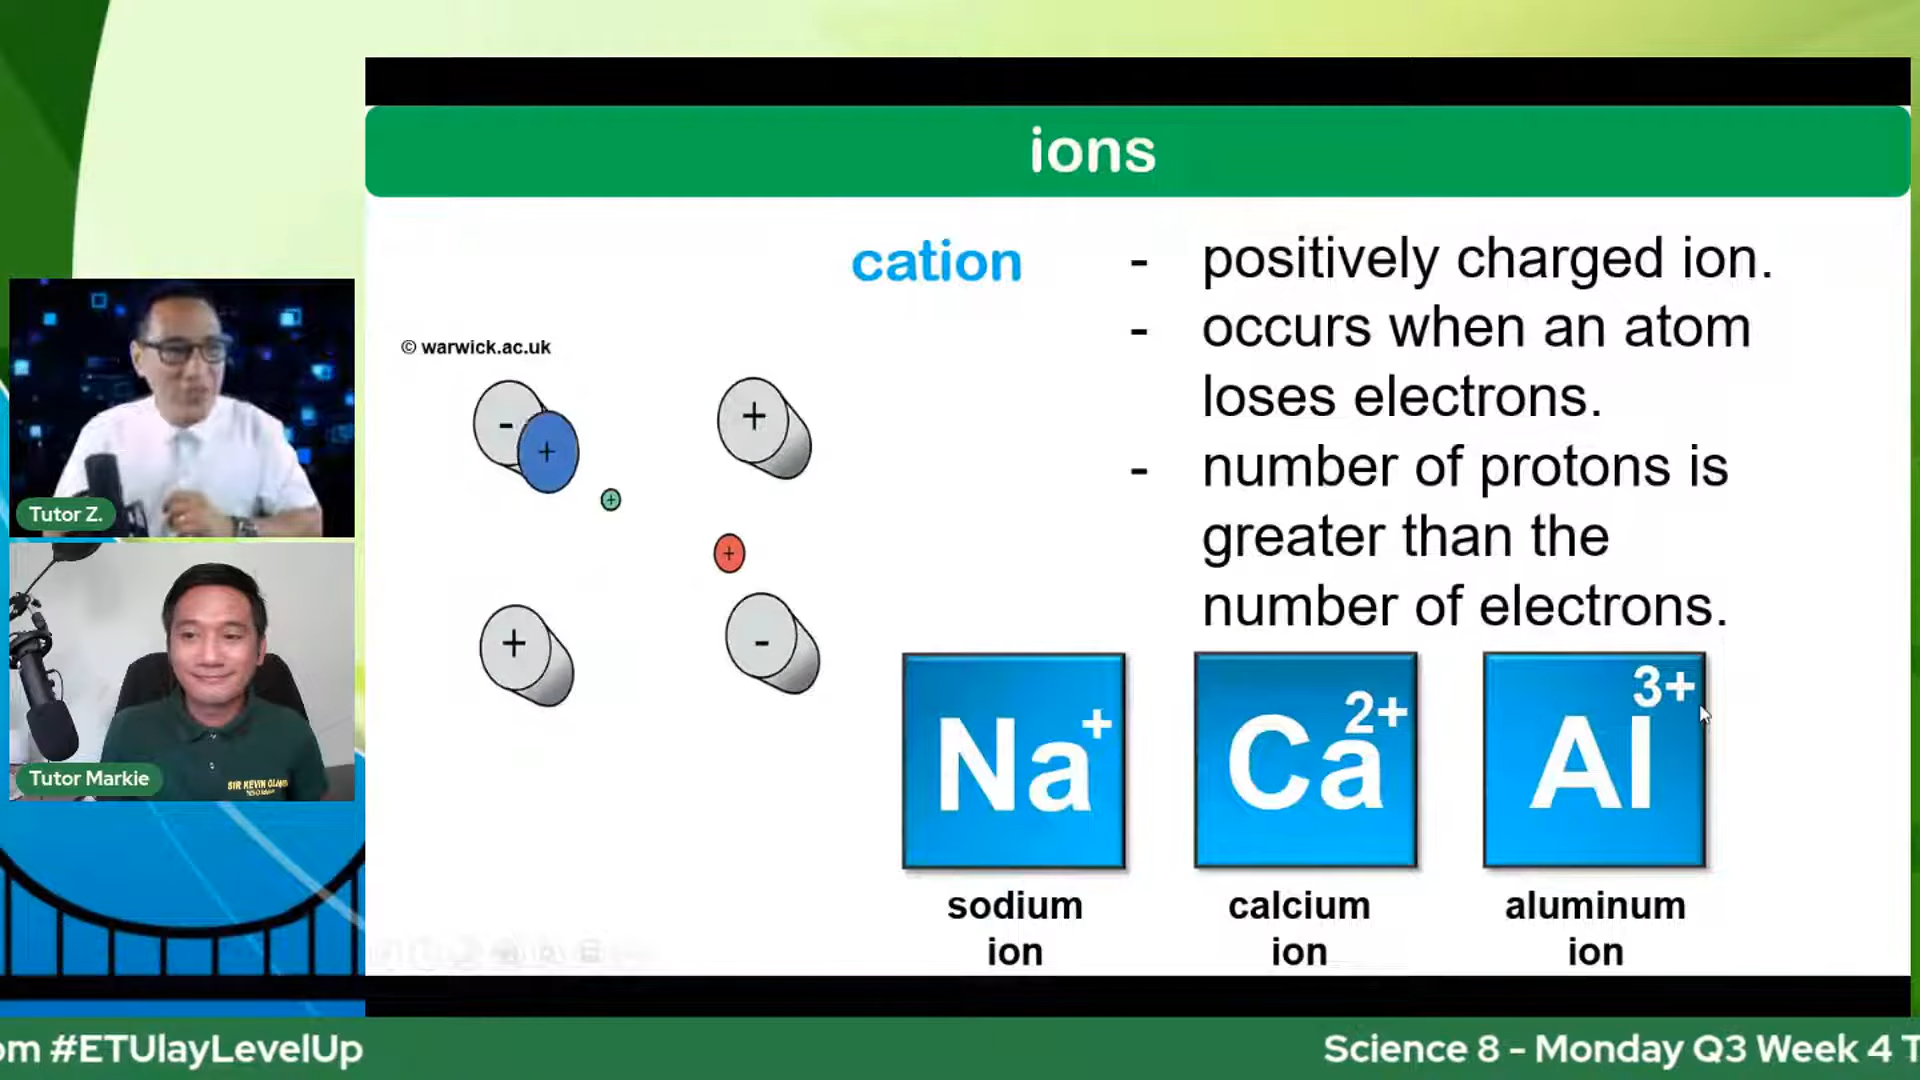 ions
cation - positively charged ion.
- occurs when an atom
loses electrons.
- number of protons is
greater than the
number of electrons.
© warwick.ac.uk
- +
+
+
+
+ -
Na+
Ca2+
Al3+
sodium
ion
calcium
ion
aluminum
ion
Tutor Z.
Tutor Markie
SIR KEVIN
om #ETUlayLevelUp
Science 8 - Monday Q3 Week 4 T